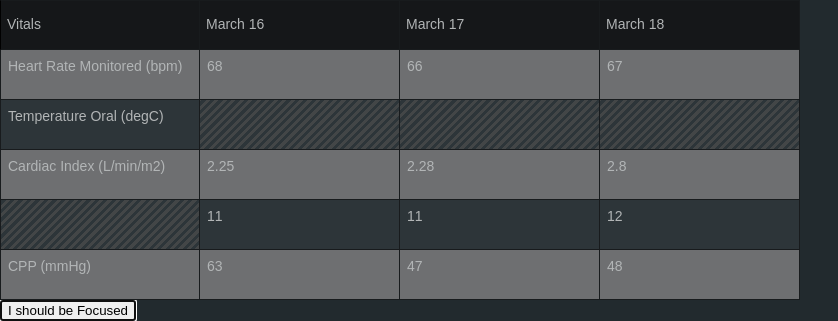 Vitals March 16 March 17 March 18
Heart Rate Monitored (bpm) 68 66 67
Temperature Oral (degC)
Cardiac Index (L/min/m2) 2.25 2.28 2.8
11 11 12
CPP (mmHg) 63 47 48
I should be Focused